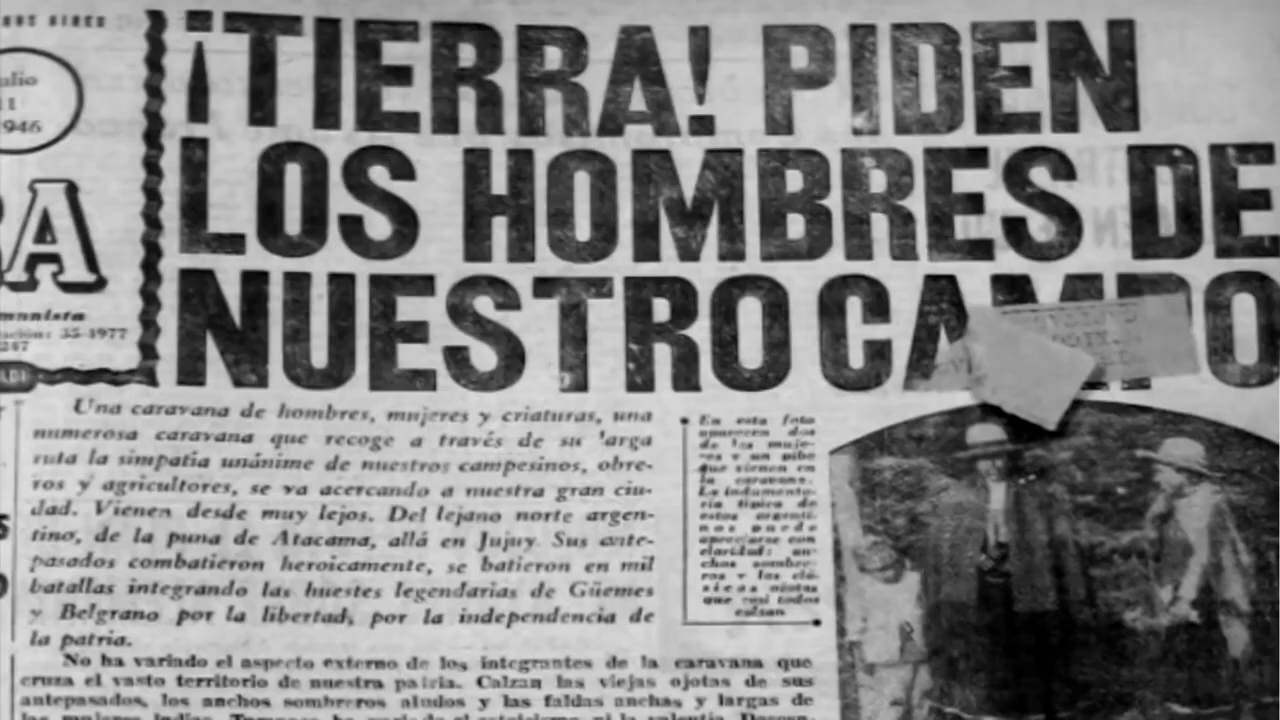 ¡TIERRA! PIDEN
LOS HOMBRES DE
NUESTRO CAMPO
1946
Una caravana de hombres, mujeres y criaturas, una
numerosa caravana que recoge a través de su larga
ruta la simpatía unánime de nuestros campesinos, obre-
ros y agricultores, se va acercando a nuestra gran ciu-
dad. Vienen desde muy lejos. Del lejano norte argen-
tino, de la puna de Atacama, allá en Jujuy. Sus ante-
pasados combatieron heroicamente, se batieron en mil
batallas integrando las huestes legendarias de Güemes
y Belgrano por la libertad, por la independencia de
la patria.
No ha variado el aspecto externo de los integrantes de la caravana que
cruza el vasto territorio de nuestra patria. Calzan las viejas ojotas de sus
antepasados, los anchos sombreros aludos y las faldas anchas y largas de
En esta foto
aparecen dos
de las muje-
res y un pibe
que vienen en
la caravana.
La indumenta-
ria típica de
estos argenti-
nos puede
apreciarse con
claridad: an-
chos sombre-
ros y las clá-
sicas ojotas
que casi todos
calzan